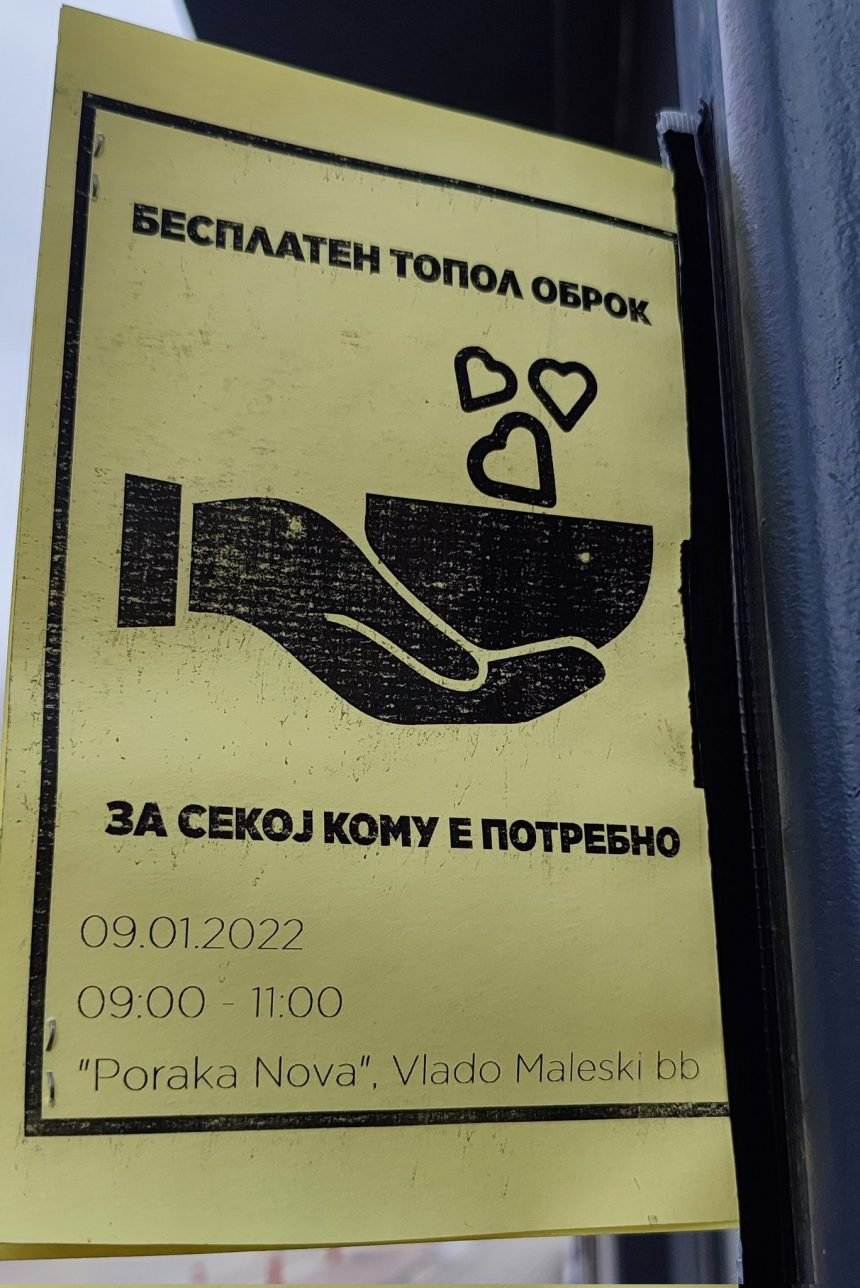 БЕСПЛАТЕН ТОПОЛ ОБРОК
ЗА СЕКОЈ КОМУ Е ПОТРЕБНО
09.01.2022
09:00 - 11:00
"Poraka Nova", Vlado Maleski bb